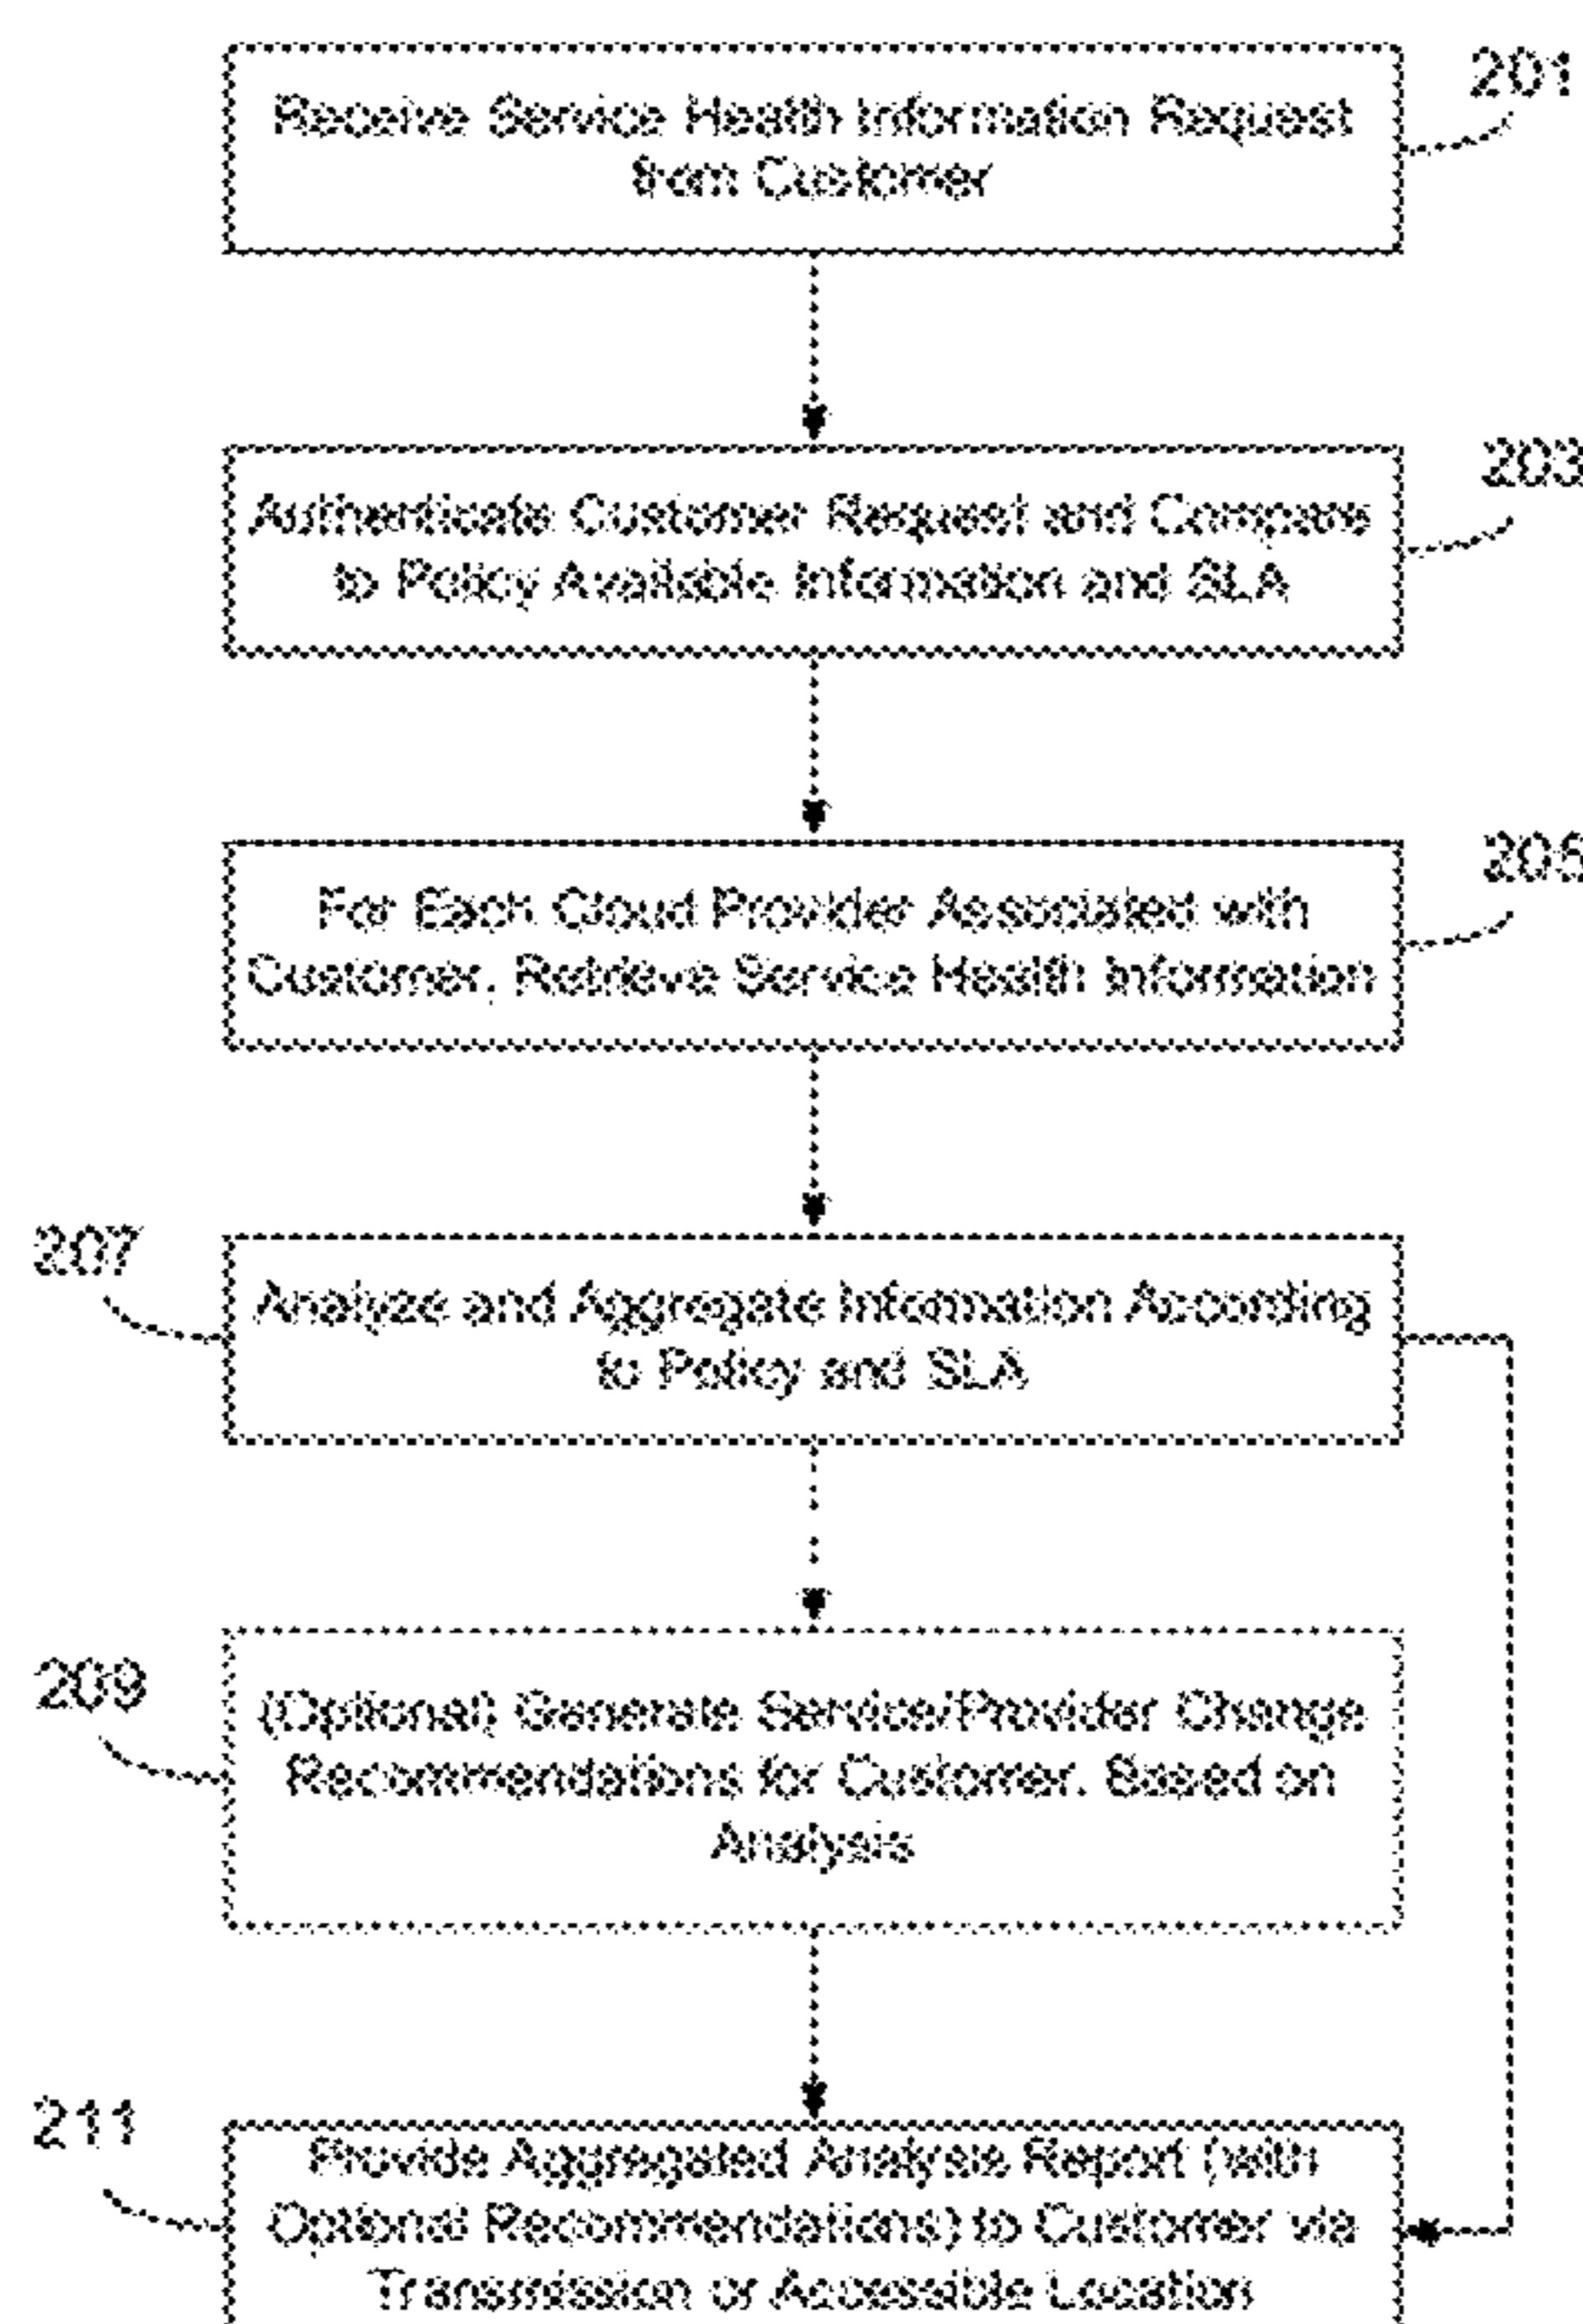 Receive Service Health Information Request
from Customer
201
Authenticate Customer Request and Compare
to Policy Available Information and SLA
203
For Each Cloud Provider Associated with
Customer, Retrieve Service Health Information
205
207
Analyze and Aggregate Information According
to Policy and SLA
209
(Optional) Generate Service/Provider Change
Recommendations for Customer, Based on
Analysis
211
Provide Aggregated Analysis Report (with
Optional Recommendations) to Customer via
Transmission or Accessible Location